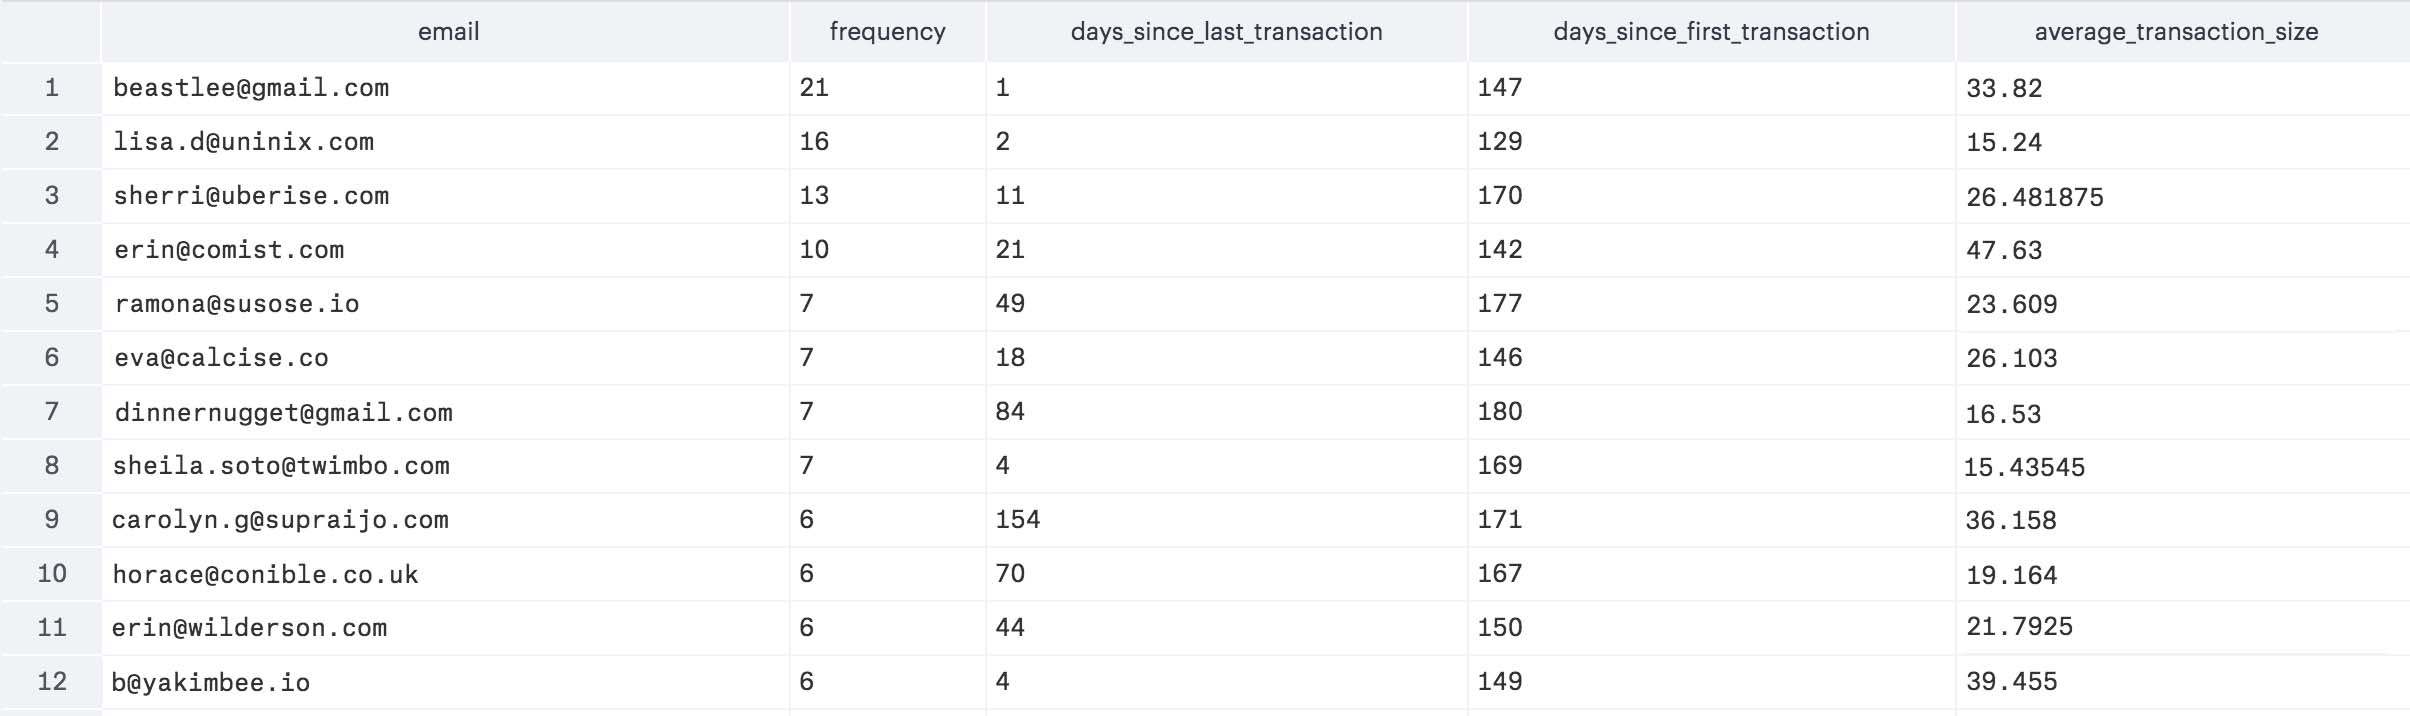 email frequency days_since_last_transaction days_since_first_transaction average_transaction_size
1 beastlee@gmail.com 21 1 147 33.82
2 lisa.d@uninix.com 16 2 129 15.24
3 sherri@uberise.com 13 11 170 26.481875
4 erin@comist.com 10 21 142 47.63
5 ramona@susose.io 7 49 177 23.609
6 eva@calcise.co 7 18 146 26.103
7 dinnernugget@gmail.com 7 84 180 16.53
8 sheila.soto@twimbo.com 7 4 169 15.43545
9 carolyn.g@supraijo.com 6 154 171 36.158
10 horace@conible.co.uk 6 70 167 19.164
11 erin@wilderson.com 6 44 150 21.7925
12 b@yakimbee.io 6 4 149 39.455